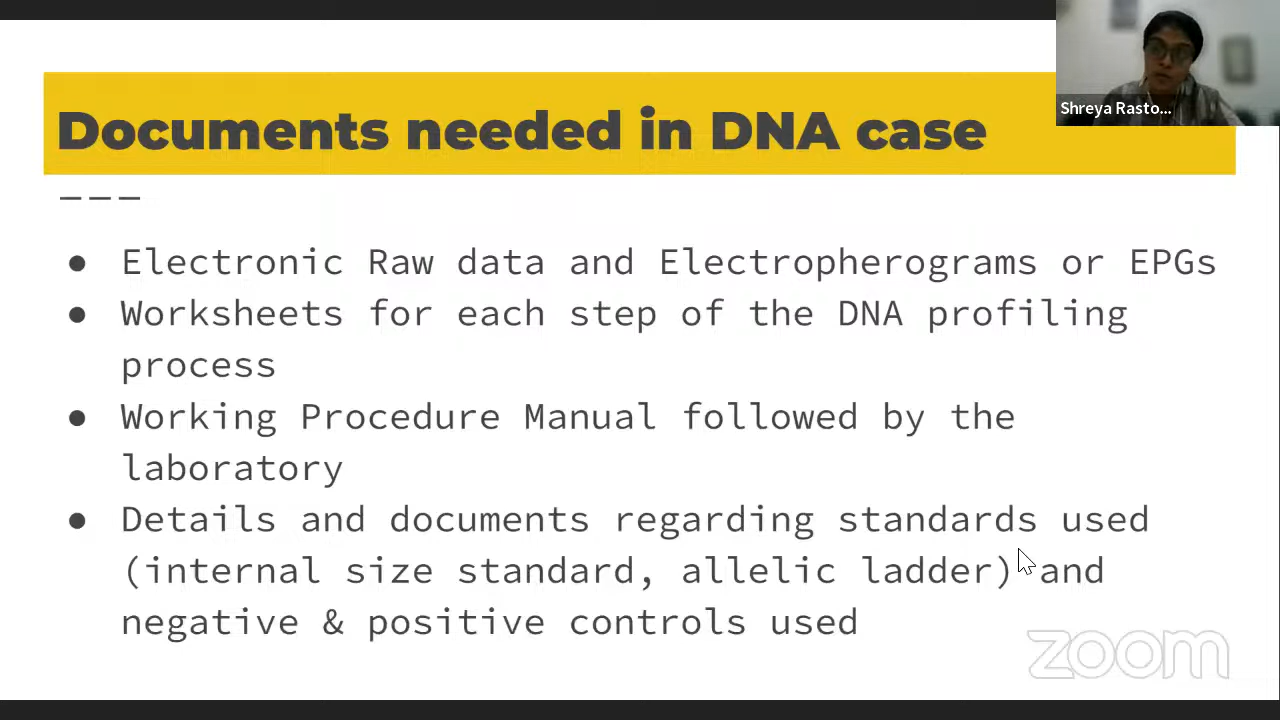 Documents needed in DNA case
Shreya Rasto...
● Electronic Raw data and Electropherograms or EPGs
● Worksheets for each step of the DNA profiling
process
● Working Procedure Manual followed by the
laboratory
● Details and documents regarding standards used
(internal size standard, allelic ladder) and
negative & positive controls used
zoom